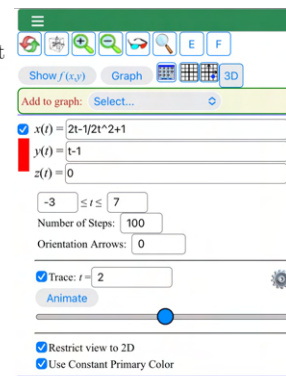 t
E F
Show f(x,y) Graph 3D
Add to graph: Select...
x(t) = 2t-1/2t^2+1
y(t) = t-1
z(t) = 0
-3 ≤ t ≤ 7
Number of Steps: 100
Orientation Arrows: 0
Trace: t = 2
Animate
Restrict view to 2D
Use Constant Primary Color